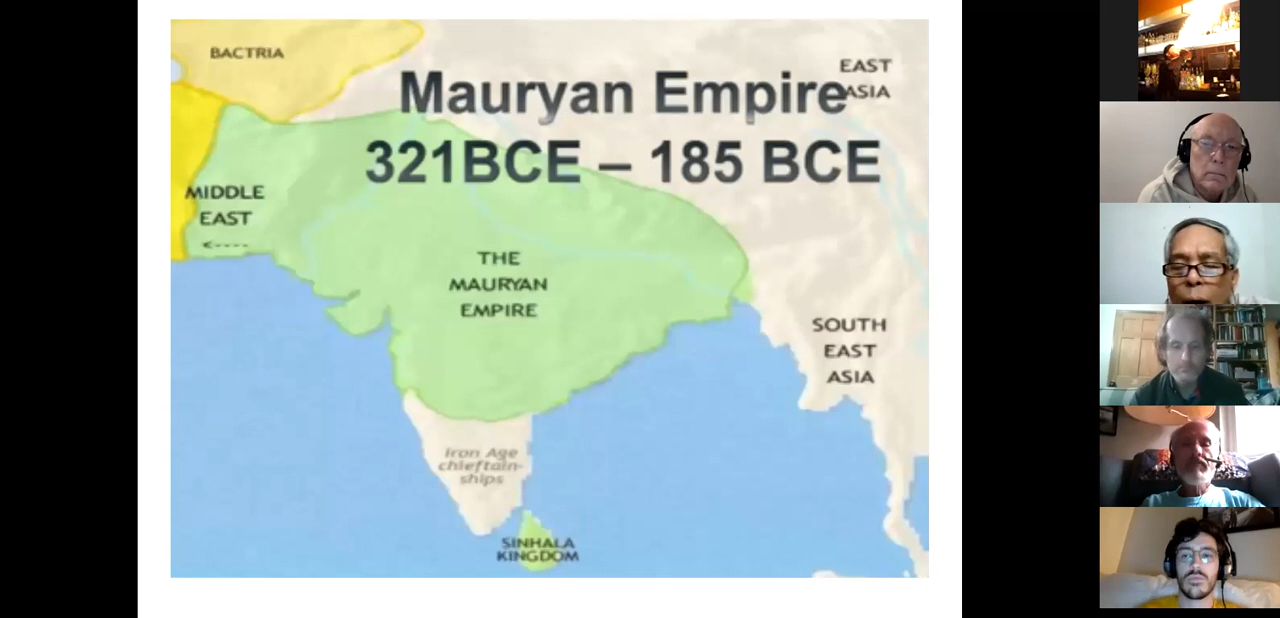 BACTRIA
EAST
ASIA
Mauryan Empire
321BCE – 185 BCE
MIDDLE
EAST
<----
THE
MAURYAN
EMPIRE
SOUTH
EAST
ASIA
Iron Age
chieftain-
ships
SINHALA
KINGDOM